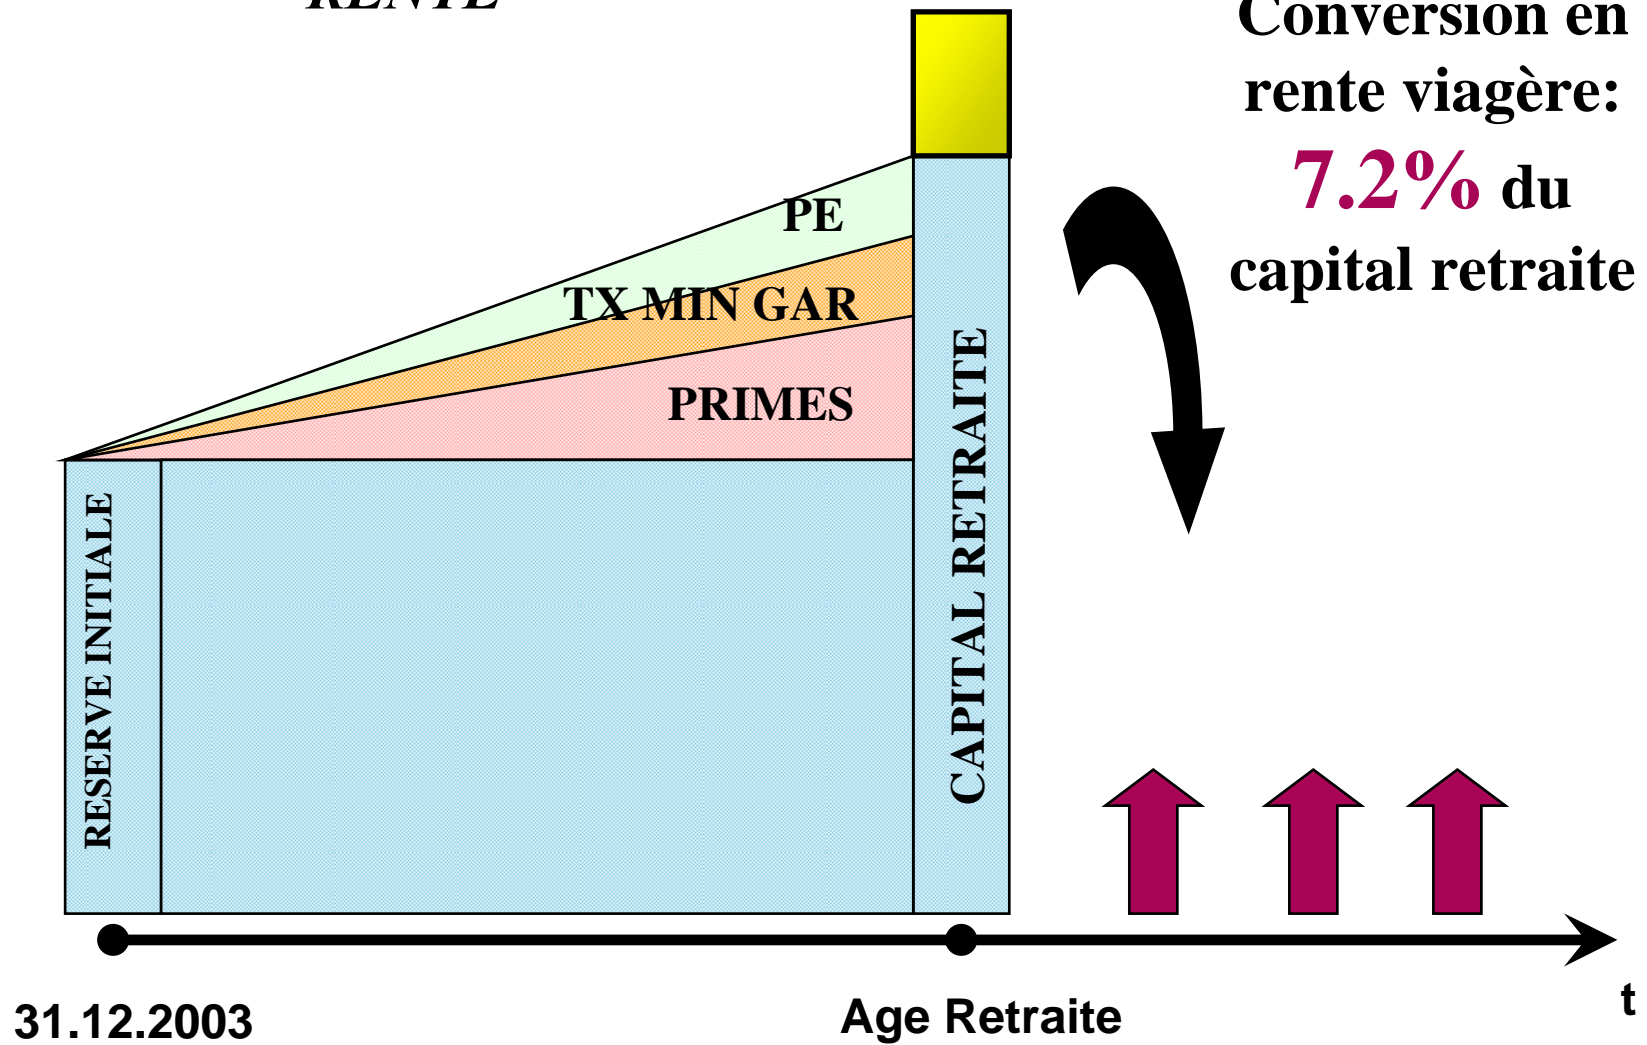 RENTE
Conversion en
rente viagère:
7.2% du
capital retraite
PE
TX MIN GAR
PRIMES
CAPITAL RETRAITE
RESERVE INITIALE
31.12.2003
Age Retraite
t